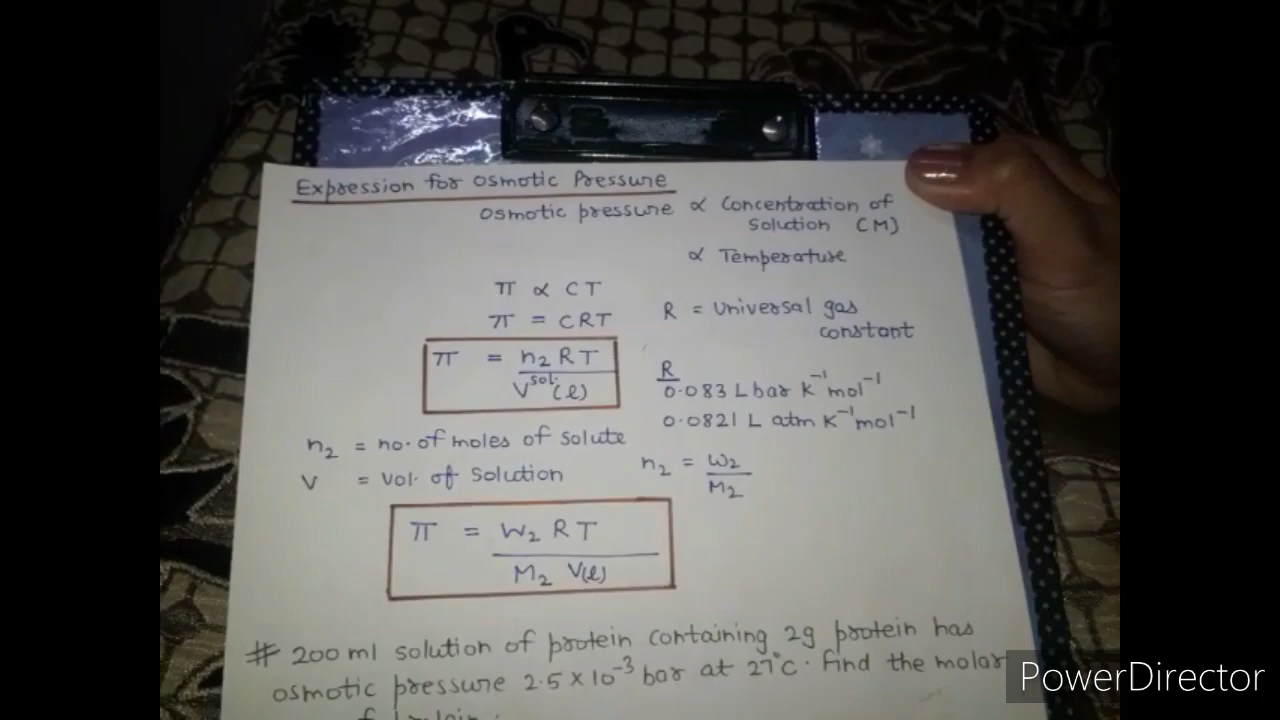 Expression for Osmotic Pressure
Osmotic pressure ∝ Concentration of
Solution (M)
∝ Temperature
π ∝ CT
π = CRT
R = Universal gas
constant
π = n₂ RT
V sol. (l)
R
0.083 L bar K⁻¹ mol⁻¹
0.0821 L atm K⁻¹ mol⁻¹
n₂ = no. of moles of solute
V = Vol. of Solution
n₂ = W₂
M₂
π = W₂ R T
M₂ V(l)
# 200 ml solution of protein containing 2g protein has
osmotic pressure 2.5 × 10⁻³ bar at 27°C. Find the molar
PowerDirector